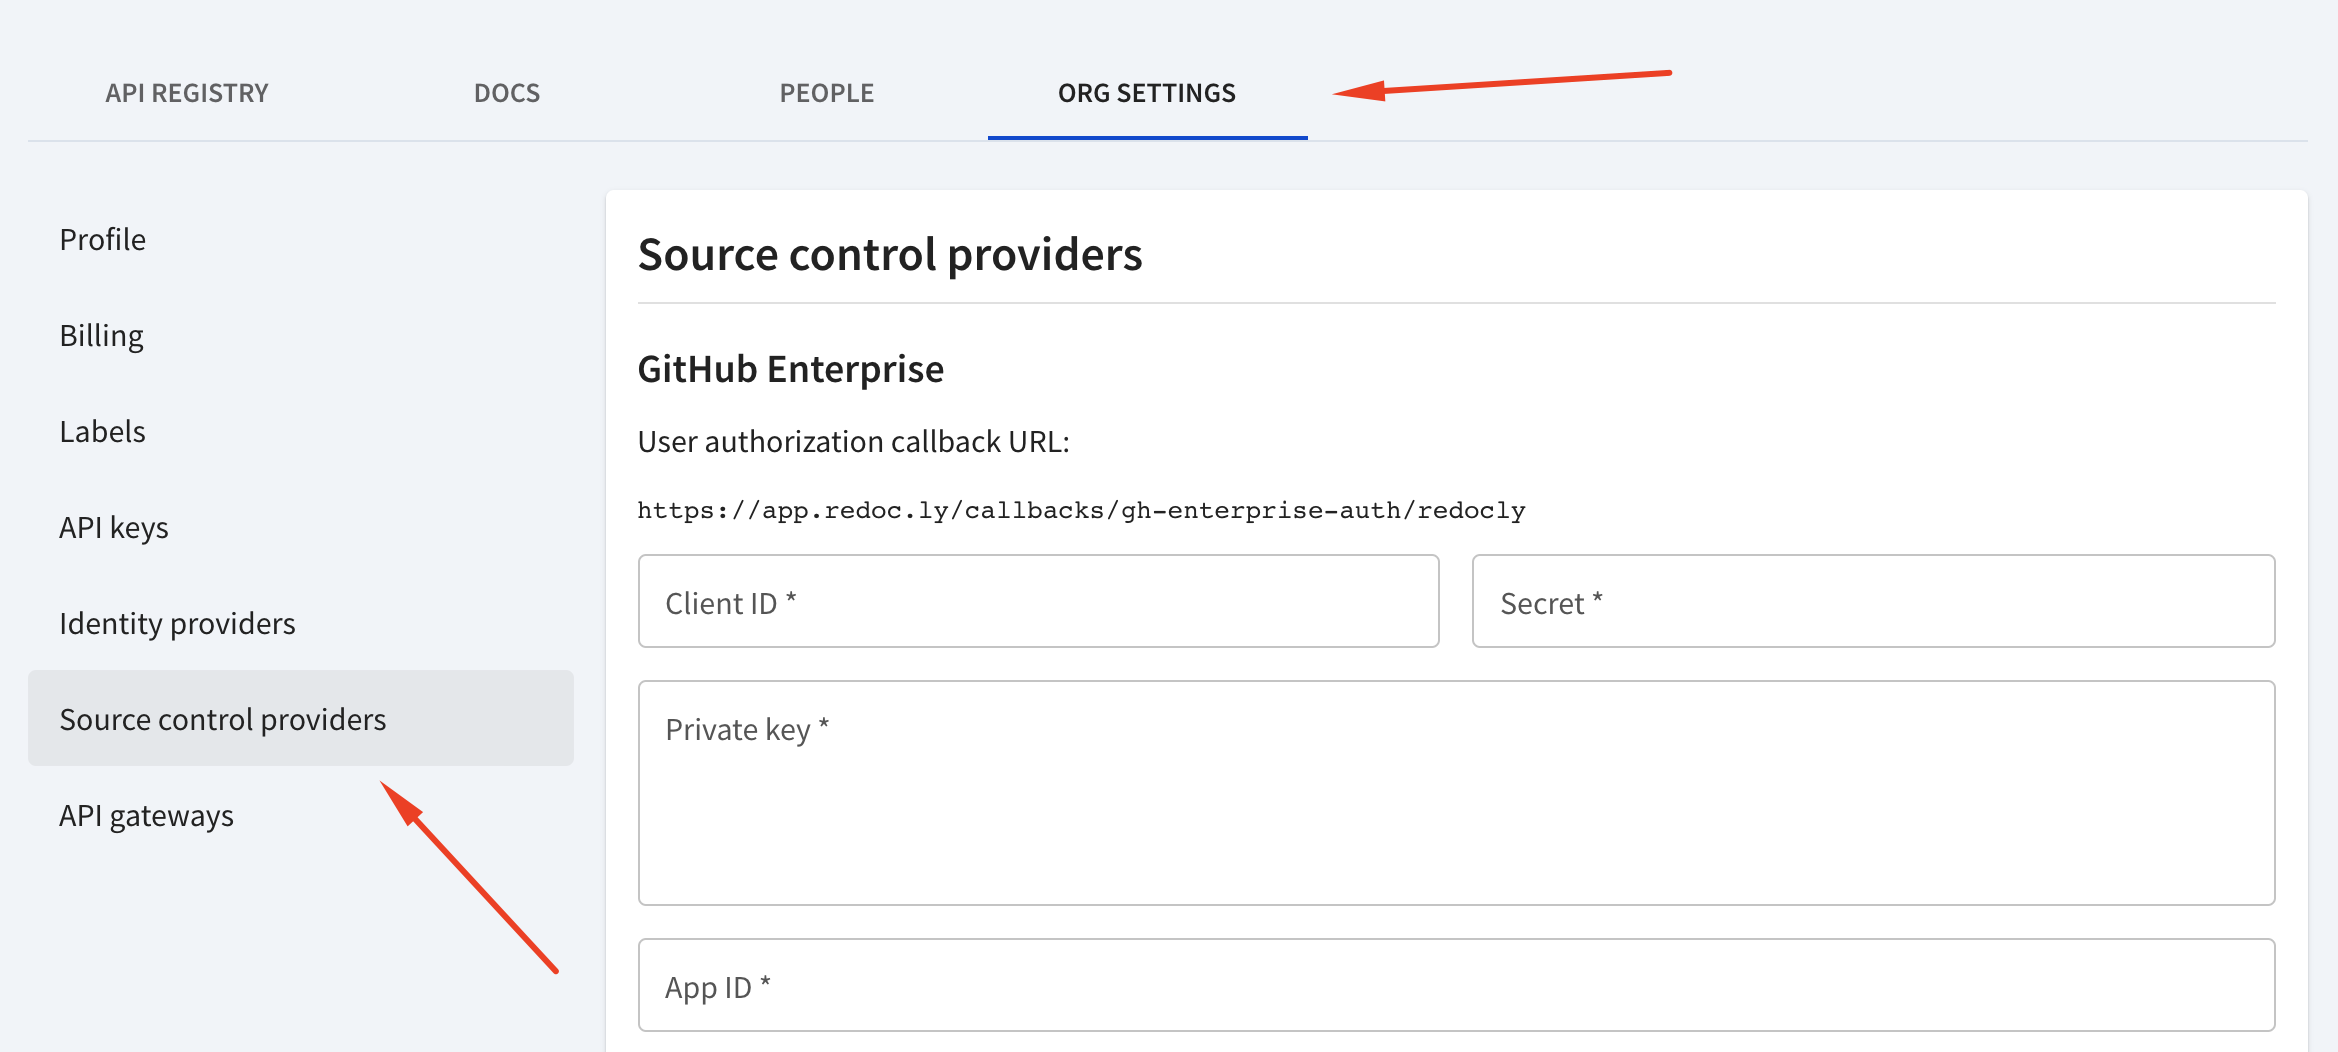 API REGISTRY DOCS PEOPLE ORG SETTINGS
Profile
Billing
Labels
API keys
Identity providers
Source control providers
API gateways
Source control providers
GitHub Enterprise
User authorization callback URL:
https://app.redoc.ly/callbacks/gh-enterprise-auth/redocly
Client ID * Secret *
Private key *
App ID *